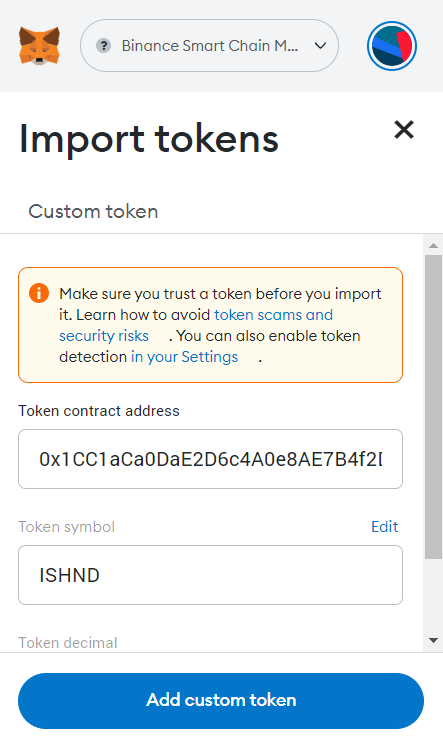 Binance Smart Chain M...
Import tokens
Custom token
Make sure you trust a token before you import
it. Learn how to avoid token scams and
security risks . You can also enable token
detection in your Settings .
Token contract address
0x1CC1aCa0DaE2D6c4A0e8AE7B4f2D
Token symbol Edit
ISHND
Token decimal
Add custom token